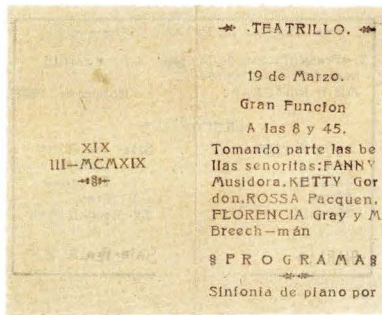 XIX
III—MCMXIX
TEATRILLO.
19 de Marzo.
Gran Funcion
A las 8 y 45.
Tomando parte las be
llas senoritas:FANNY
Musidora.KETTY Gor
don.ROSSA Pacquen.
FLORENCIA Gray y M
Breech—mán
PROGRAMA
Sinfonia de piano por